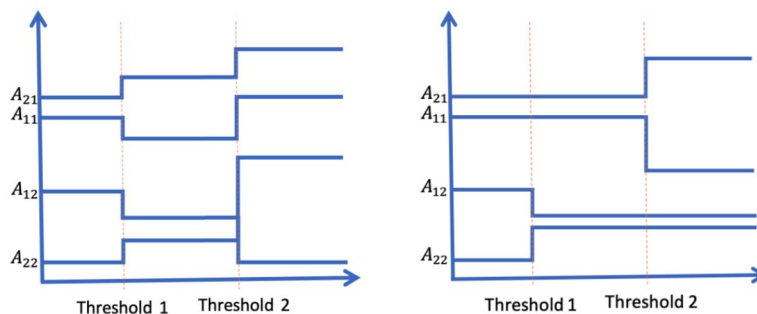 A₂₁
A₁₁
A₁₂
A₂₂
Threshold 1
Threshold 2
A₂₁
A₁₁
A₁₂
A₂₂
Threshold 1
Threshold 2